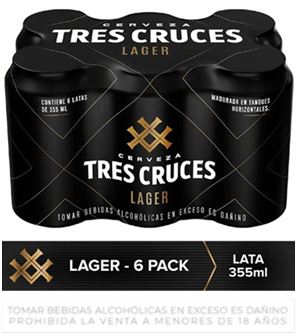 CERVEZA
TRES CRUCES
LAGER
CONTIENE 6 LATAS
DE 355 ML
MADURADA EN TANQUES
HORIZONTALES.
CERVEZA
TRES CRUCES
LAGER
TOMAR BEBIDAS ALCOHÓLICAS EN EXCESO ES DAÑINO
LAGER - 6 PACK
LATA
355ml
TOMAR BEBIDAS ALCOHÓLICAS EN EXCESO ES DAÑINO
PROHIBIDA LA VENTA A MENORES DE 18 AÑOS